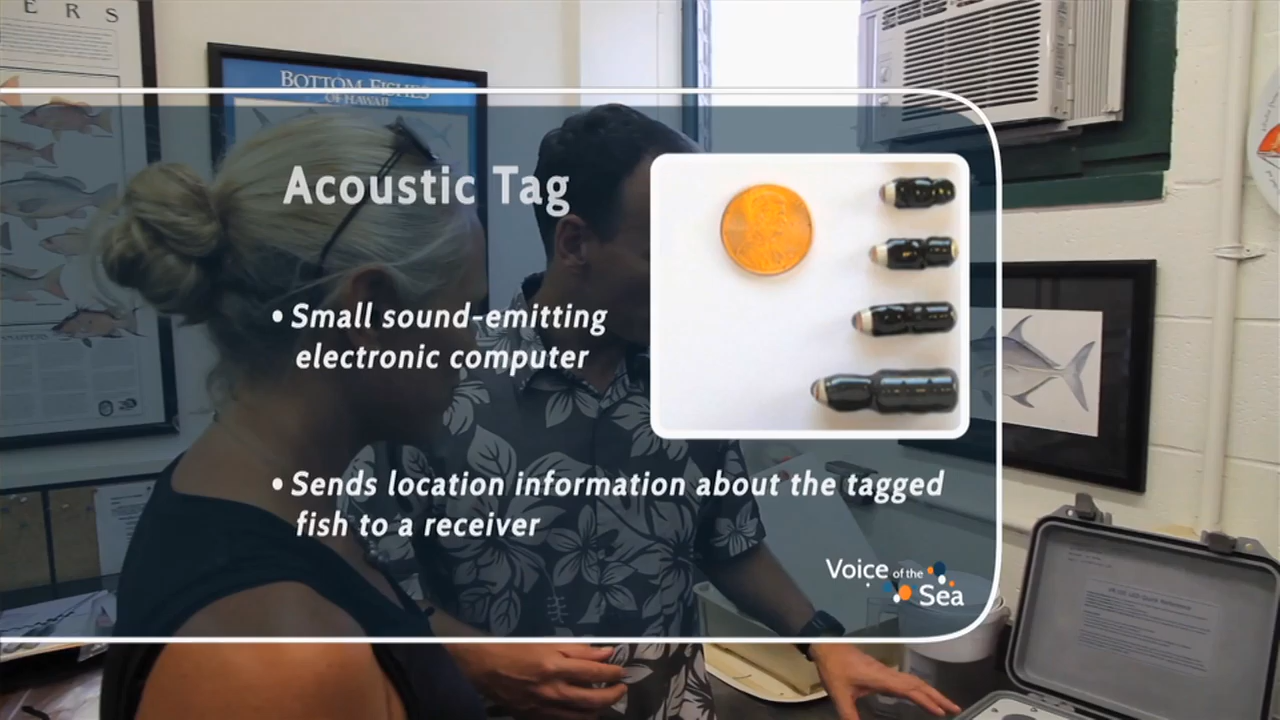 ERS
BOTTOM FISHES
OF HAWAII
Acoustic Tag
• Small sound-emitting
electronic computer
• Sends location information about the tagged
fish to a receiver
Voice of the
Sea